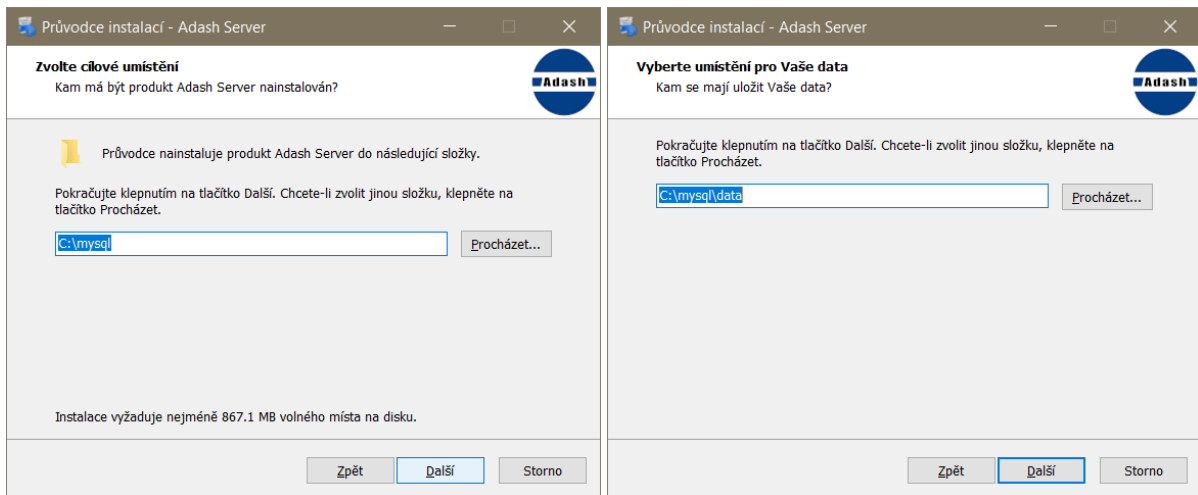 Průvodce instalací - Adash Server
Zvolte cílové umístění
Kam má být produkt Adash Server nainstalován?
Adash
Průvodce nainstaluje produkt Adash Server do následující složky.
Pokračujte klepnutím na tlačítko Další. Chcete-li zvolit jinou složku, klepněte na
tlačítko Procházet.
C:\mysql
Procházet...
Instalace vyžaduje nejméně 867.1 MB volného místa na disku.
Zpět
Další
Storno
Průvodce instalací - Adash Server
Vyberte umístění pro Vaše data
Kam se mají uložit Vaše data?
Adash
Pokračujte klepnutím na tlačítko Další. Chcete-li zvolit jinou složku, klepněte na
tlačítko Procházet.
C:\mysql\data
Procházet...
Zpět
Další
Storno